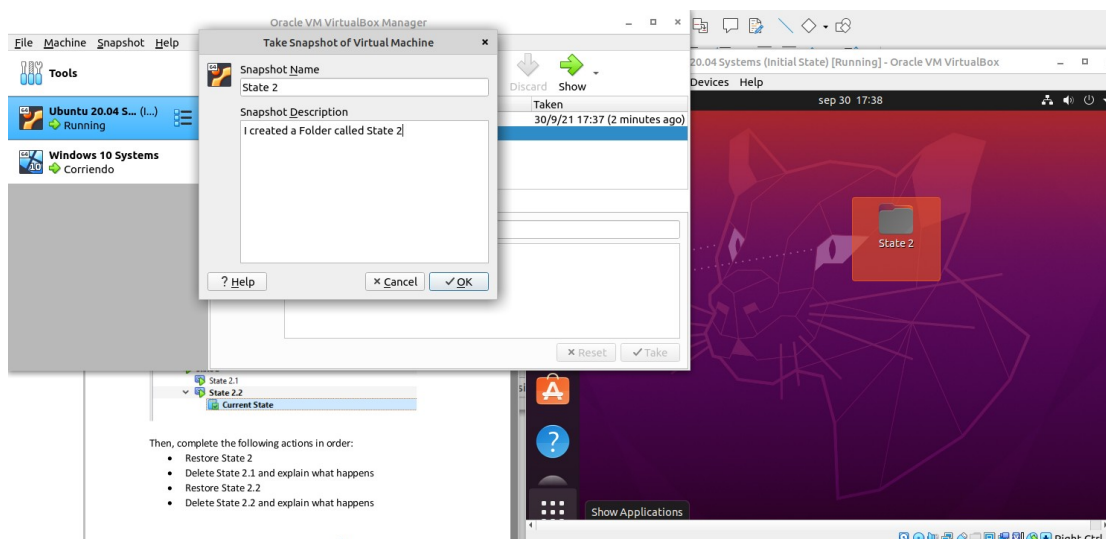 Oracle VM VirtualBox Manager
File Machine Snapshot Help
Take Snapshot of Virtual Machine
Tools
Snapshot Name
State 2
Snapshot Description
I created a Folder called State 2
Discard Show
Taken
30/9/21 17:37 (2 minutes ago)
Ubuntu 20.04 S... (I...)
Running
Windows 10 Systems
Corriendo
? Help
Cancel
OK
Reset
Take
20.04 Systems (Initial State) [Running] - Oracle VM VirtualBox
Devices Help
sep 30 17:38
State 2
Show Applications
Right Ctrl
State 2.1
State 2.2
Current State
Then, complete the following actions in order:
• Restore State 2
• Delete State 2.1 and explain what happens
• Restore State 2.2
• Delete State 2.2 and explain what happens